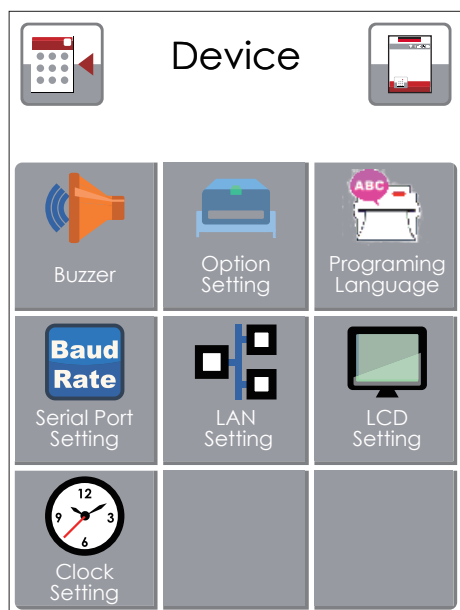 Device
Buzzer
Option
Setting
ABC
Programing
Language
Baud
Rate
Serial Port
Setting
LAN
Setting
LCD
Setting
12
9 3
6
Clock
Setting